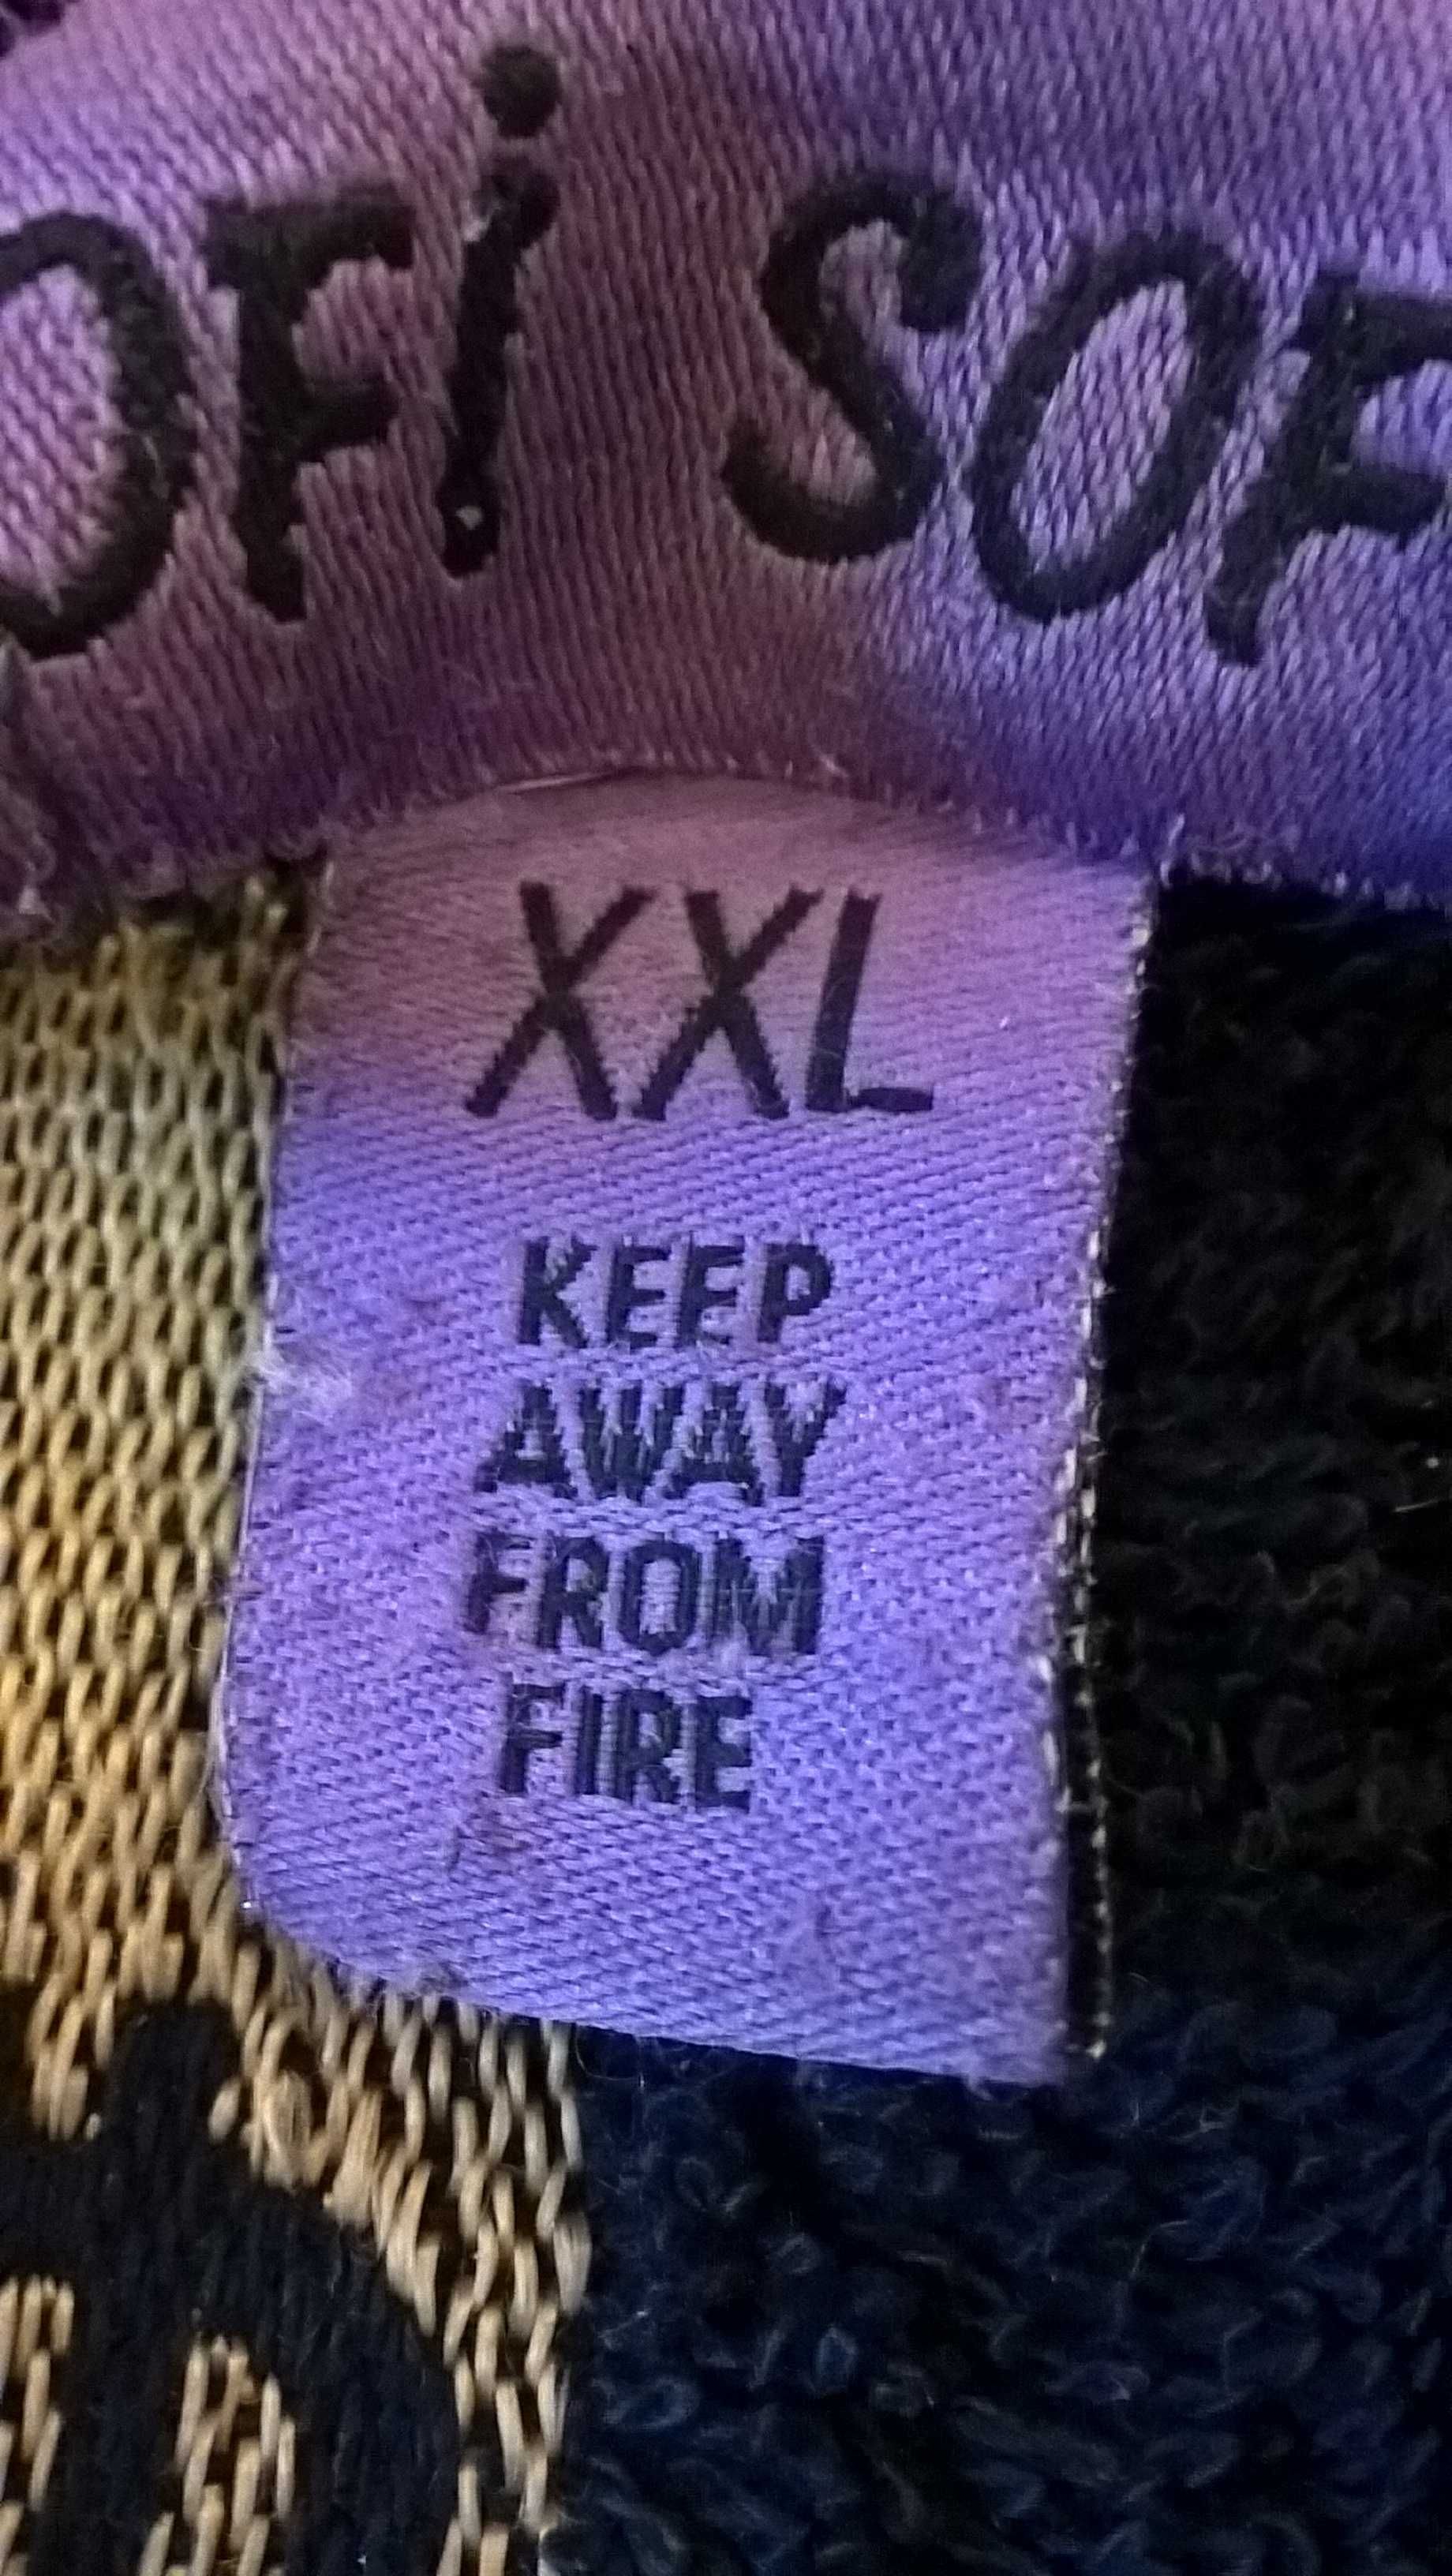 OFi SOF
XXL
KEEP
AWAY
FROM
FIRE